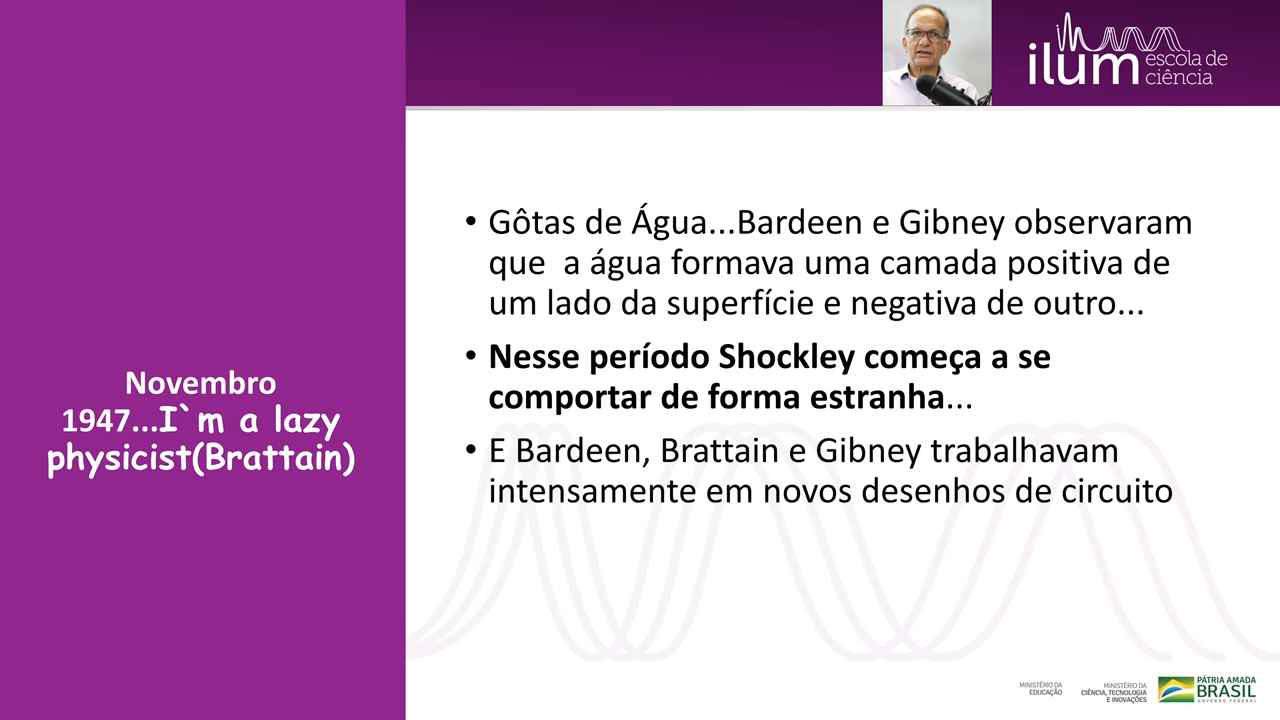 ilum escola de
ciência
Novembro
1947...I`m a lazy
physicist(Brattain)
• Gôtas de Água...Bardeen e Gibney observaram
que  a água formava uma camada positiva de
um lado da superfície e negativa de outro...
• Nesse período Shockley começa a se
comportar de forma estranha...
• E Bardeen, Brattain e Gibney trabalhavam
intensamente em novos desenhos de circuito
MINISTÉRIO DA
EDUCAÇÃO
MINISTÉRIO DA
CIÊNCIA, TECNOLOGIA
E INOVAÇÕES
PÁTRIA AMADA
BRASIL
GOVERNO FEDERAL